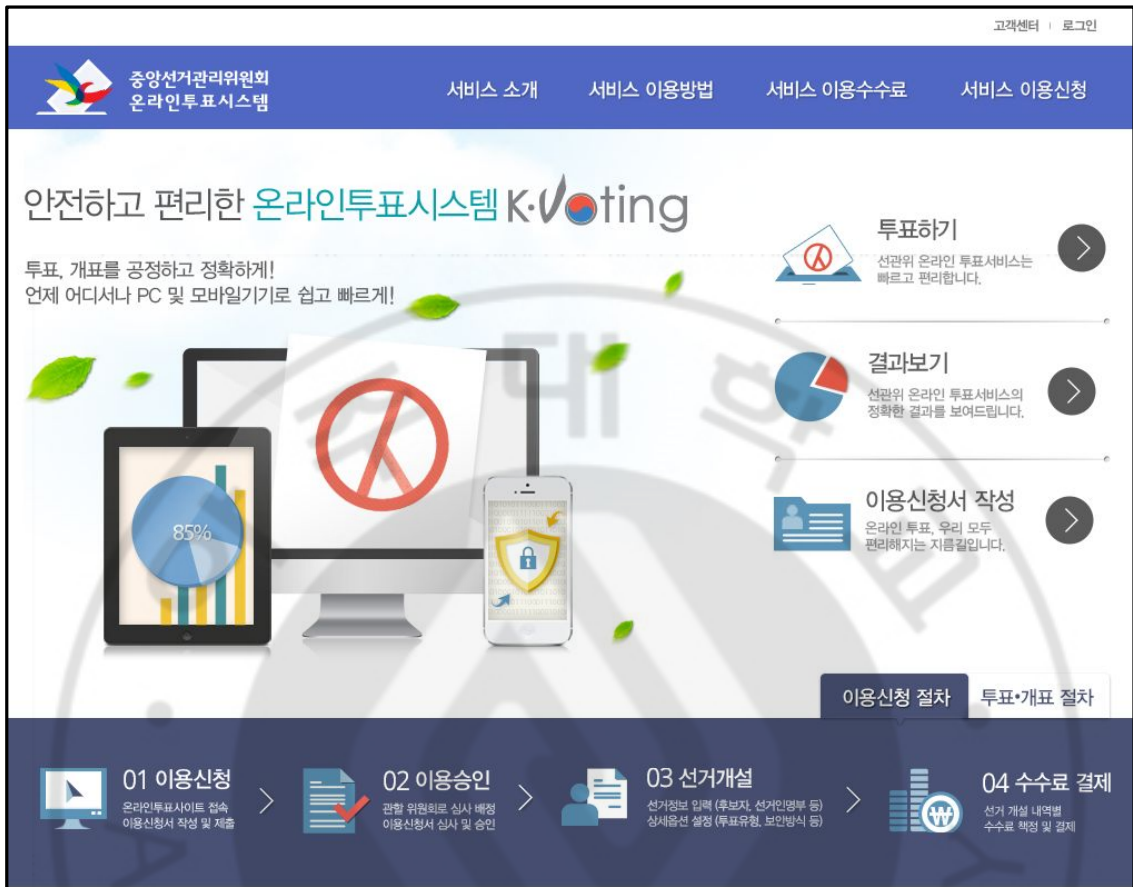 고객센터 | 로그인
중앙선거관리위원회
온라인투표시스템
서비스 소개 서비스 이용방법 서비스 이용수수료 서비스 이용신청
안전하고 편리한 온라인투표시스템 K·Voting
투표, 개표를 공정하고 정확하게!
언제 어디서나 PC 및 모바일기기로 쉽고 빠르게!
85%
투표하기
선관위 온라인 투표서비스는
빠르고 편리합니다.
결과보기
선관위 온라인 투표서비스의
정확한 결과를 보여드립니다.
이용신청서 작성
온라인 투표, 우리 모두
편리해지는 지름길입니다.
이용신청 절차 투표•개표 절차
01 이용신청
온라인투표사이트 접속
이용신청서 작성 및 제출
02 이용승인
관할 위원회로 심사 배정
이용신청서 심사 및 승인
03 선거개설
선거정보 입력 (후보자, 선거인명부 등)
상세옵션 설정 (투표유형, 보안방식 등)
04 수수료 결제
선거 개설 내역별
수수료 책정 및 결제
대학교